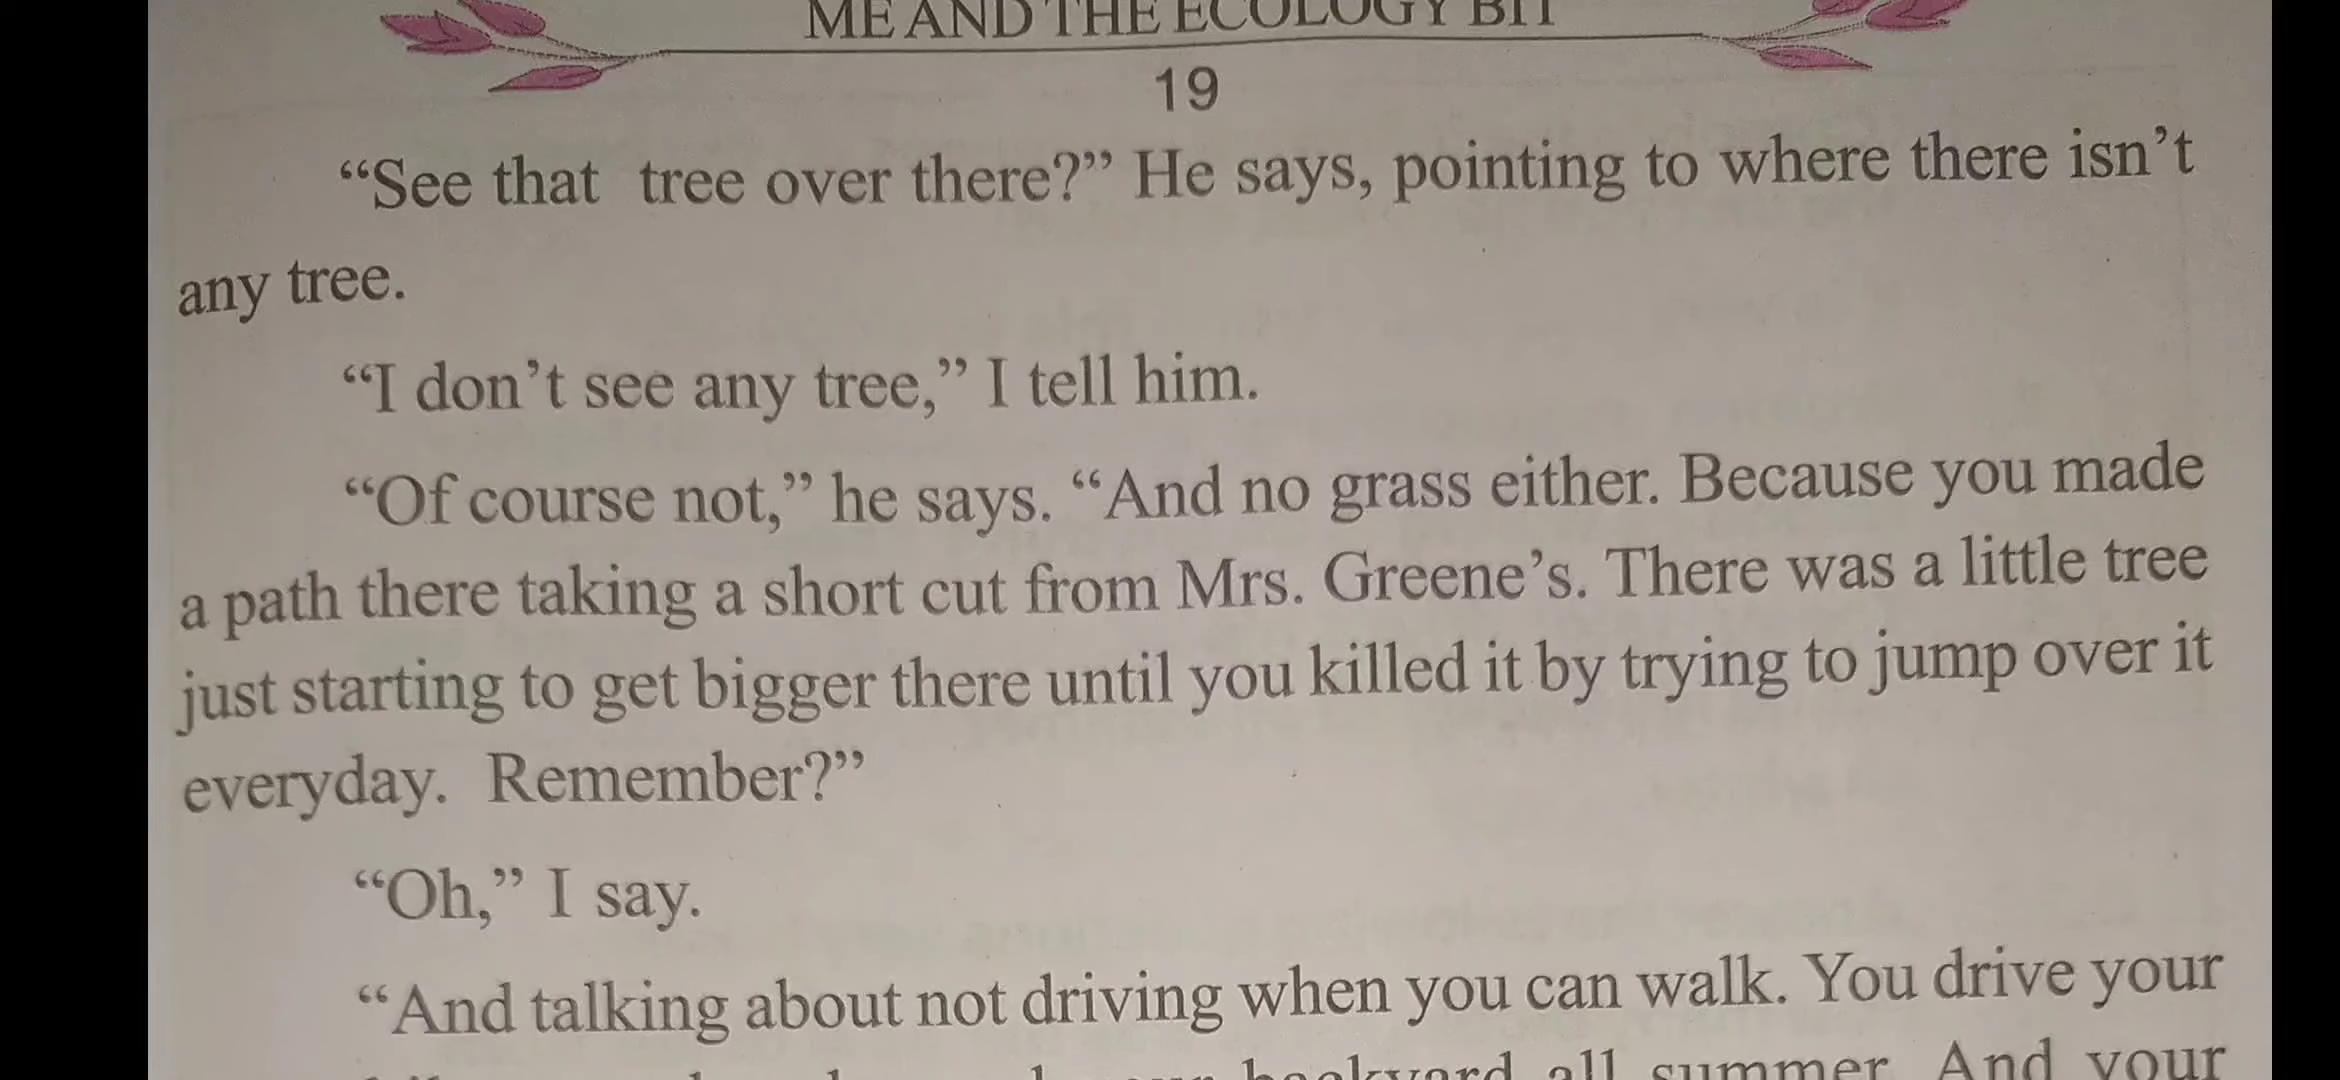 ME AND THE ECOLOGY BIT
19
“See that tree over there?” He says, pointing to where there isn’t
any tree.
“I don’t see any tree,” I tell him.
“Of course not,” he says. “And no grass either. Because you made
a path there taking a short cut from Mrs. Greene’s. There was a little tree
just starting to get bigger there until you killed it by trying to jump over it
everyday. Remember?”
“Oh,” I say.
“And talking about not driving when you can walk. You drive your
backyard all summer. And your